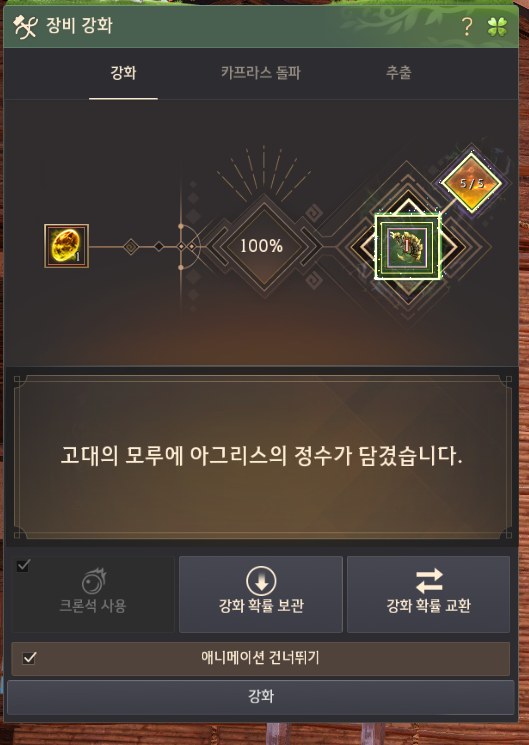 장비 강화
?
강화
카프라스 돌파
추출
5 / 5
1
100%
I
고대의 모루에 아그리스의 정수가 담겼습니다.
크론석 사용
강화 확률 보관
강화 확률 교환
애니메이션 건너뛰기
강화